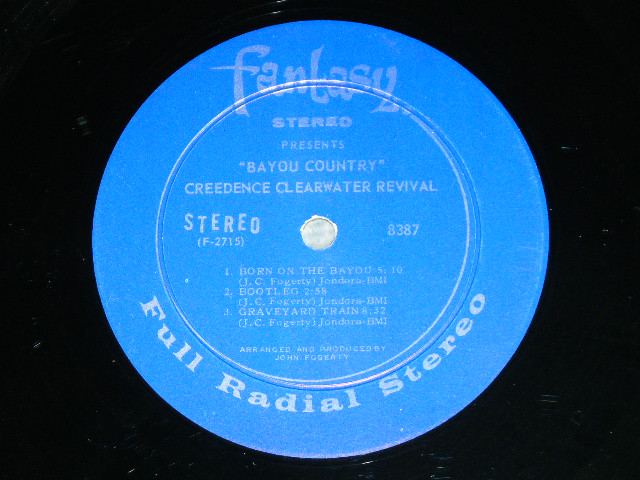 fantasy
STEREO
PRESENTS
"BAYOU COUNTRY"
CREEDENCE CLEARWATER REVIVAL
STEREO 8387
(F-2715)
1. BORN ON THE BAYOU 5:10
(J. C. Fogerty) Jondora-BMI
2. BOOTLEG 2:58
(J. C. Fogerty) Jondora-BMI
3. GRAVEYARD TRAIN 8:32
(J. C. Fogerty) Jondora-BMI
ARRANGED AND PRODUCED BY
JOHN FOGERTY
Full Radial Stereo